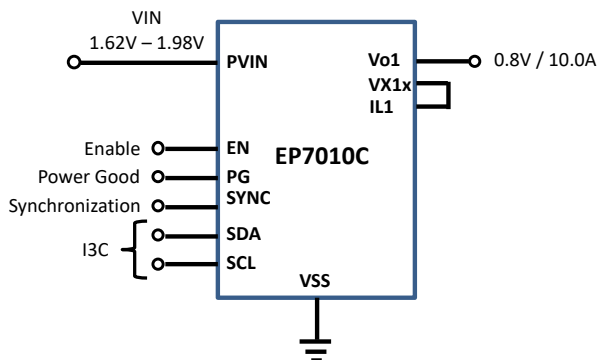 VIN
1.62V – 1.98V
PVIN
Vo1
0.8V / 10.0A
VX1x
IL1
EP7010C
Enable
EN
Power Good
PG
Synchronization
SYNC
I3C
SDA
SCL
VSS